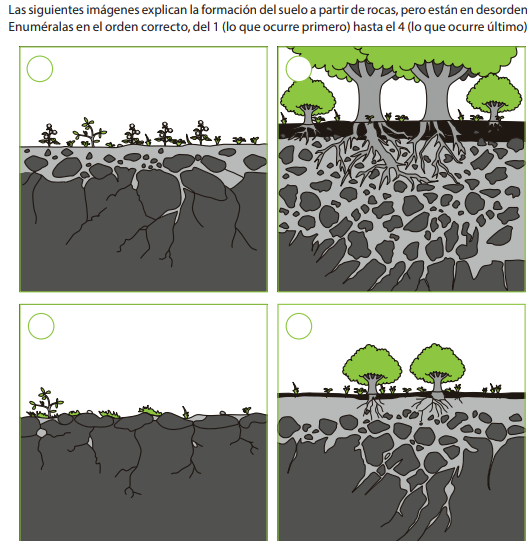 Las siguientes imágenes explican la formación del suelo a partir de rocas, pero están en desorden
Enuméralas en el orden correcto, del 1 (lo que ocurre primero) hasta el 4 (lo que ocurre último)